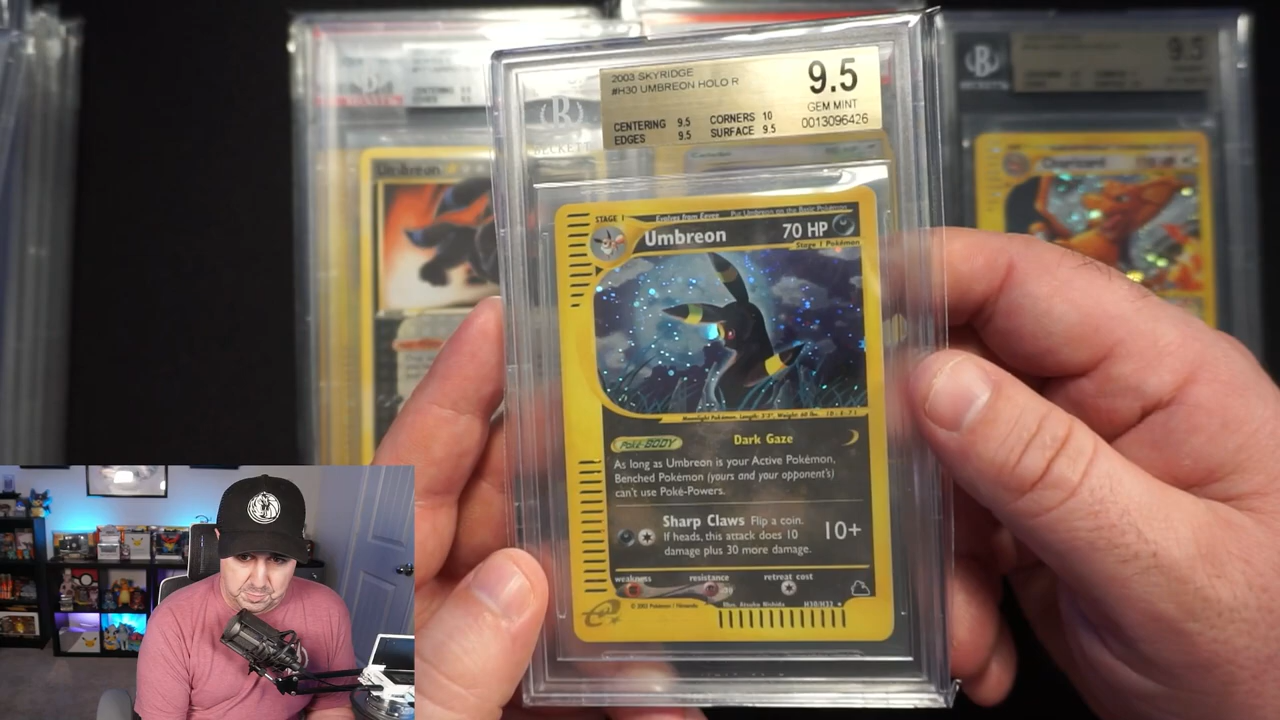 2003 SKYRIDGE
#H30 UMBREON HOLO R
9.5
GEM MINT
0013096426
CENTERING 9.5 CORNERS 10
EDGES 9.5 SURFACE 9.5
BECKETT
STAGE 1 Evolves from Eevee Put Umbreon on the Basic Pokémon
Umbreon 70 HP
Stage 1 Pokémon
Moonlight Pokémon. Length: 3'3", Weight: 60 lbs.
Poké-BODY Dark Gaze
As long as Umbreon is your Active Pokémon,
Benched Pokémon (yours and your opponent's)
can't use Poké-Powers.
Sharp Claws Flip a coin.
If heads, this attack does 10
damage plus 30 more damage.
10+
weakness resistance retreat cost
Illus. Atsuko Nishida H30/H32
Umbreon
Charizard
9.5